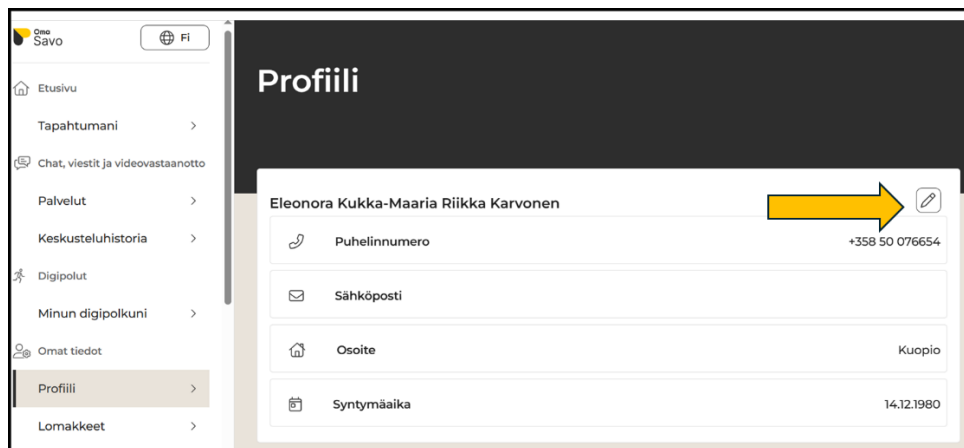 Oma
Savo
Fi
Etusivu
Tapahtumani
Chat, viestit ja videovastaanotto
Palvelut
Keskusteluhistoria
Digipolut
Minun digipolkuni
Omat tiedot
Profiili
Lomakkeet
Profiili
Eleonora Kukka-Maaria Riikka Karvonen
Puhelinnumero +358 50 076654
Sähköposti
Osoite Kuopio
Syntymäaika 14.12.1980